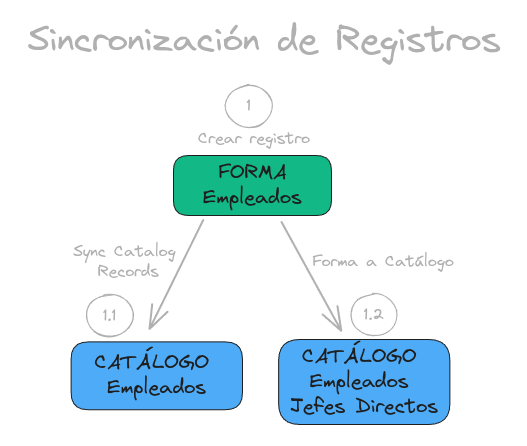 Sincronización de Registros
1
Crear registro
FORMA
Empleados
Sync Catalog
Records
Forma a Catálogo
1.1
1.2
CATÁLOGO
Empleados
CATÁLOGO
Empleados
Jefes Directos